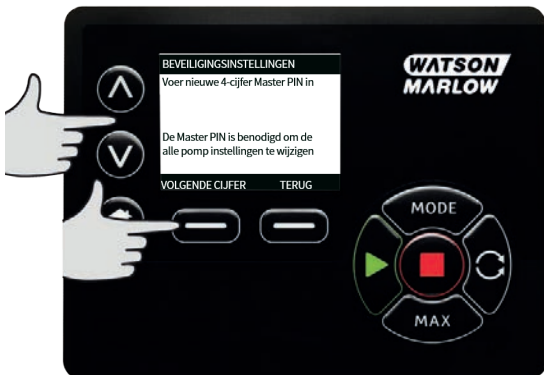 BEVEILIGINGSINSTELLINGEN
Voer nieuwe 4-cijfer Master PIN in
De Master PIN is benodigd om de
alle pomp instellingen te wijzigen
VOLGENDE CIJFER TERUG
WATSON
MARLOW
MODE
MAX